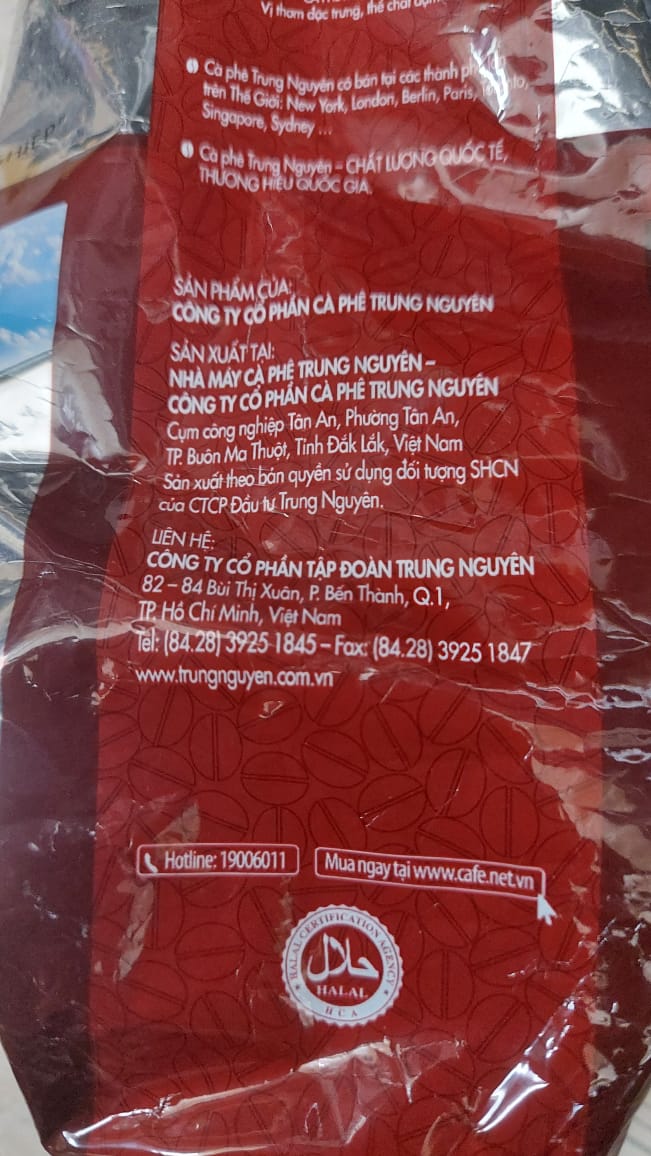 Vị thơm đặc trưng, thể chất
Cà phê Trung Nguyên có bán tại các thành
trên Thế Giới: New York, London, Berlin, Paris,
Singapore, Sydney ...
Cà phê Trung Nguyên – CHẤT LƯỢNG QUỐC TẾ,
THƯƠNG HIỆU QUỐC GIA.
SẢN PHẨM CỦA:
CÔNG TY CỔ PHẦN CÀ PHÊ TRUNG NGUYÊN
SẢN XUẤT TẠI:
NHÀ MÁY CÀ PHÊ TRUNG NGUYÊN –
CÔNG TY CỔ PHẦN CÀ PHÊ TRUNG NGUYÊN
Cụm công nghiệp Tân An, Phường Tân An,
TP. Buôn Ma Thuột, Tỉnh Đắk Lắk, Việt Nam
Sản xuất theo bản quyền sử dụng đối tượng SHCN
của CTCP Đầu tư Trung Nguyên.
LIÊN HỆ:
CÔNG TY CỔ PHẦN TẬP ĐOÀN TRUNG NGUYÊN
82 – 84 Bùi Thị Xuân, P. Bến Thành, Q.1,
TP. Hồ Chí Minh, Việt Nam
Tel: (84.28) 3925 1845 – Fax: (84.28) 3925 1847
www.trungnguyen.com.vn
Hotline: 19006011
Mua ngay tại www.cafe.net.vn
HALAL CERTIFICATION AGENCY
حلال
HALAL
HCA